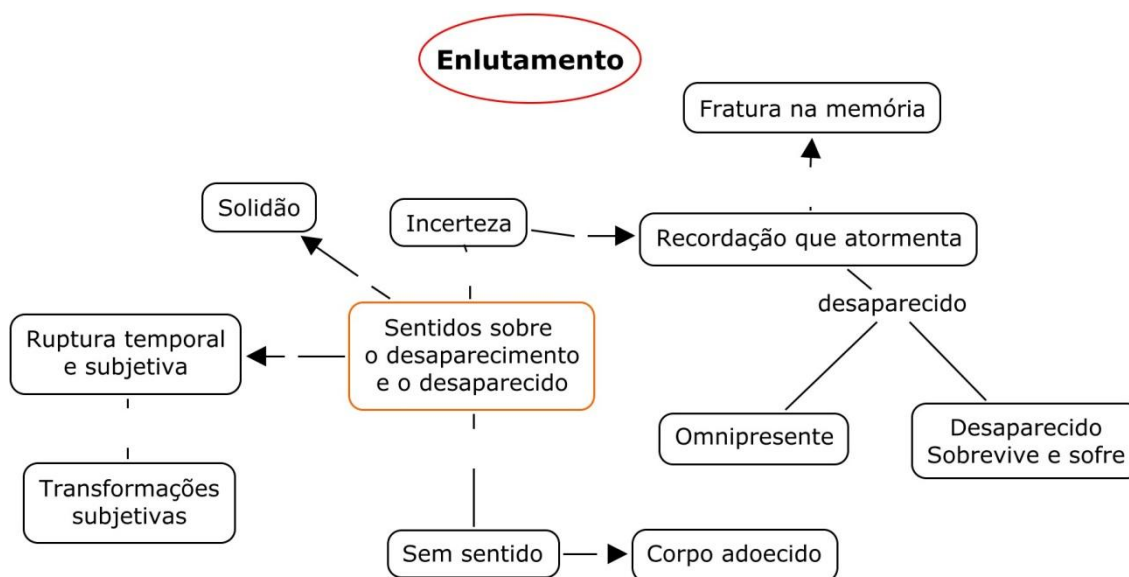 Enlutamento
Fratura na memória
Solidão
Incerteza
Recordação que atormenta
desaparecido
Sentidos sobre
o desaparecimento
e o desaparecido
Ruptura temporal
e subjetiva
Omnipresente
Desaparecido
Sobrevive e sofre
Transformações
subjetivas
Sem sentido
Corpo adoecido